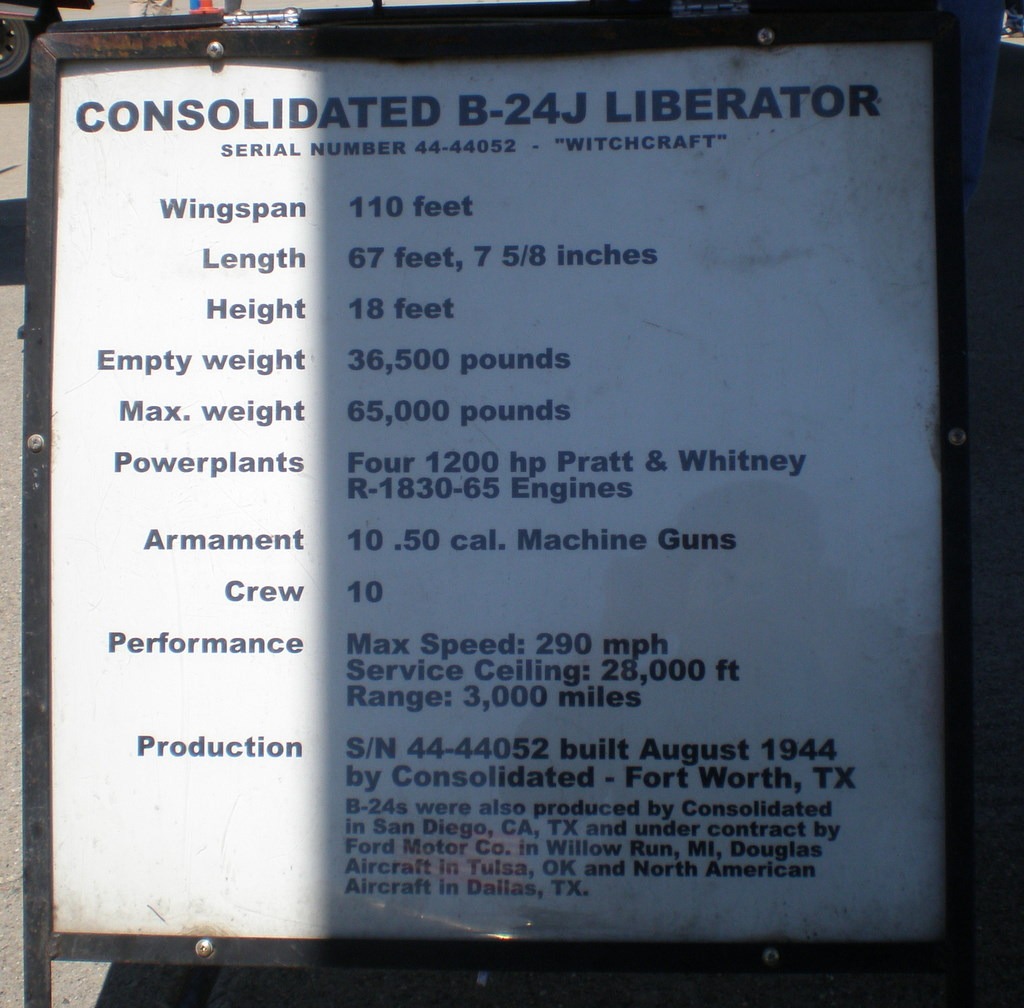 CONSOLIDATED B-24J LIBERATOR
SERIAL NUMBER 44-44052 - "WITCHCRAFT"
Wingspan 110 feet
Length 67 feet, 7 5/8 inches
Height 18 feet
Empty weight 36,500 pounds
Max. weight 65,000 pounds
Powerplants Four 1200 hp Pratt & Whitney
R-1830-65 Engines
Armament 10 .50 cal. Machine Guns
Crew 10
Performance Max Speed: 290 mph
Service Ceiling: 28,000 ft
Range: 3,000 miles
Production S/N 44-44052 built August 1944
by Consolidated - Fort Worth, TX
B-24s were also produced by Consolidated
in San Diego, CA, TX and under contract by
Ford Motor Co. in Willow Run, MI, Douglas
Aircraft in Tulsa, OK and North American
Aircraft in Dallas, TX.